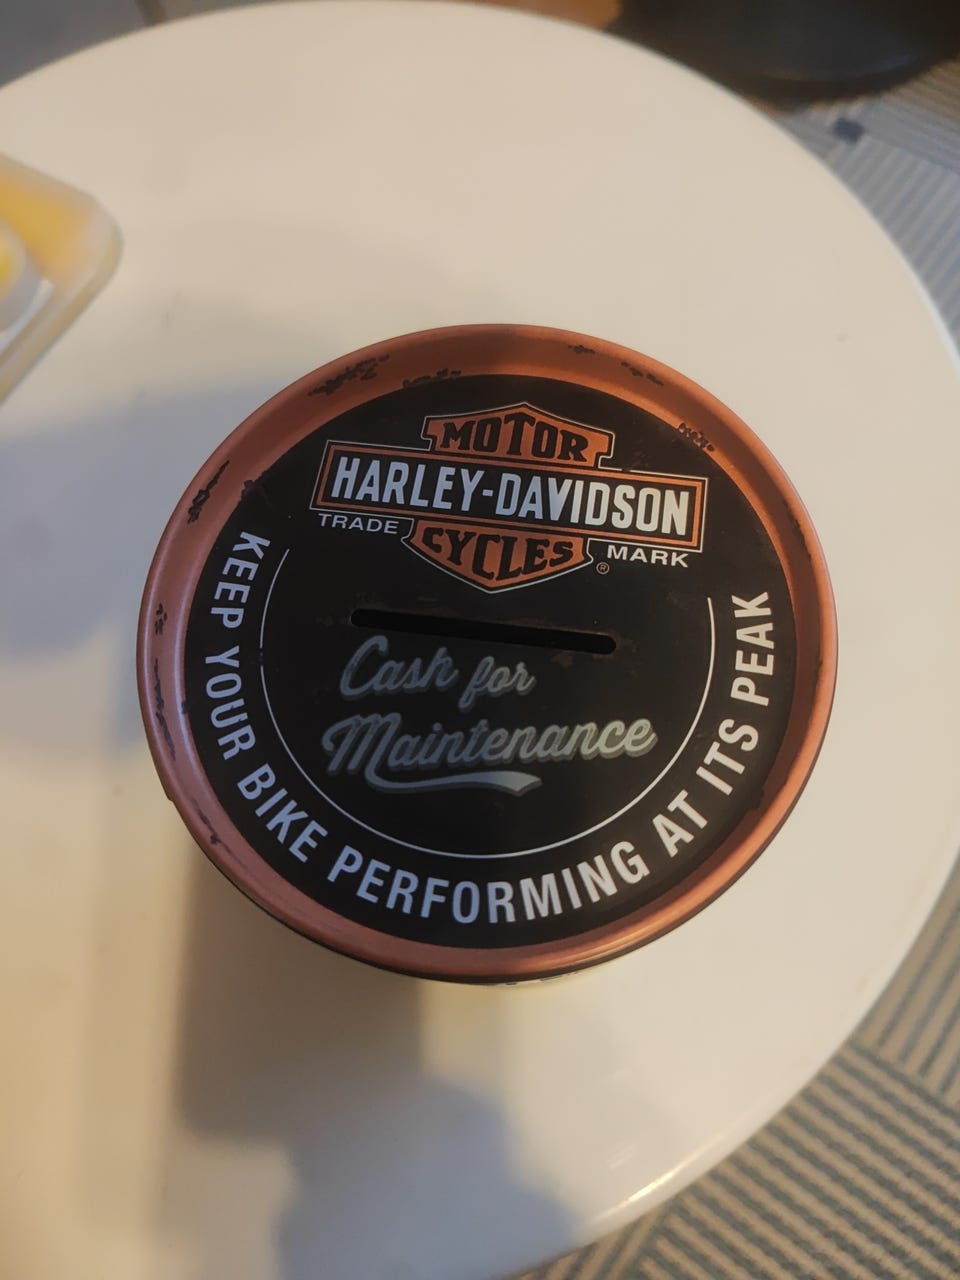 MOTOR
HARLEY-DAVIDSON
TRADE MARK
CYCLES
®
Cash for
Maintenance
KEEP YOUR BIKE PERFORMING AT ITS PEAK